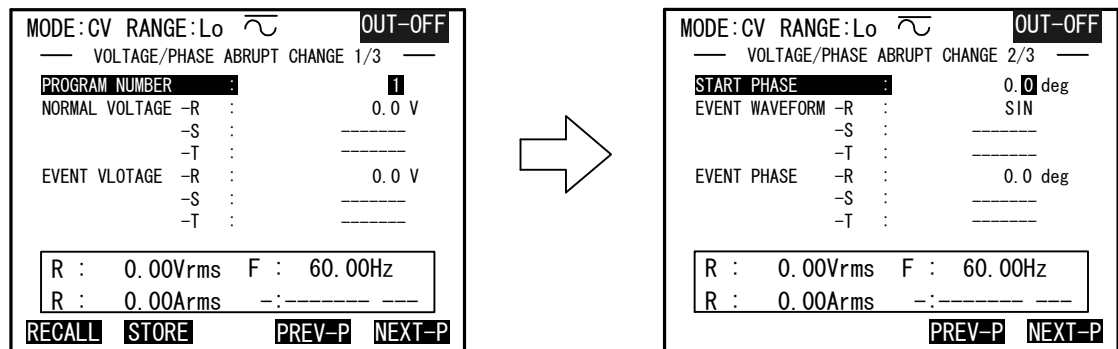 MODE:CV RANGE:Lo OUT-OFF
VOLTAGE/PHASE ABRUPT CHANGE 1/3
PROGRAM NUMBER : 1
NORMAL VOLTAGE -R : 0.0 V
-S : -------
-T : -------
EVENT VLOTAGE -R : 0.0 V
-S : -------
-T : -------
R : 0.00Vrms F : 60.00Hz
R : 0.00Arms -:------- ---
RECALL STORE PREV-P NEXT-P
MODE:CV RANGE:Lo OUT-OFF
VOLTAGE/PHASE ABRUPT CHANGE 2/3
START PHASE : 0.0 deg
EVENT WAVEFORM -R : SIN
-S : -------
-T : -------
EVENT PHASE -R : 0.0 deg
-S : -------
-T : -------
R : 0.00Vrms F : 60.00Hz
R : 0.00Arms -:------- ---
PREV-P NEXT-P